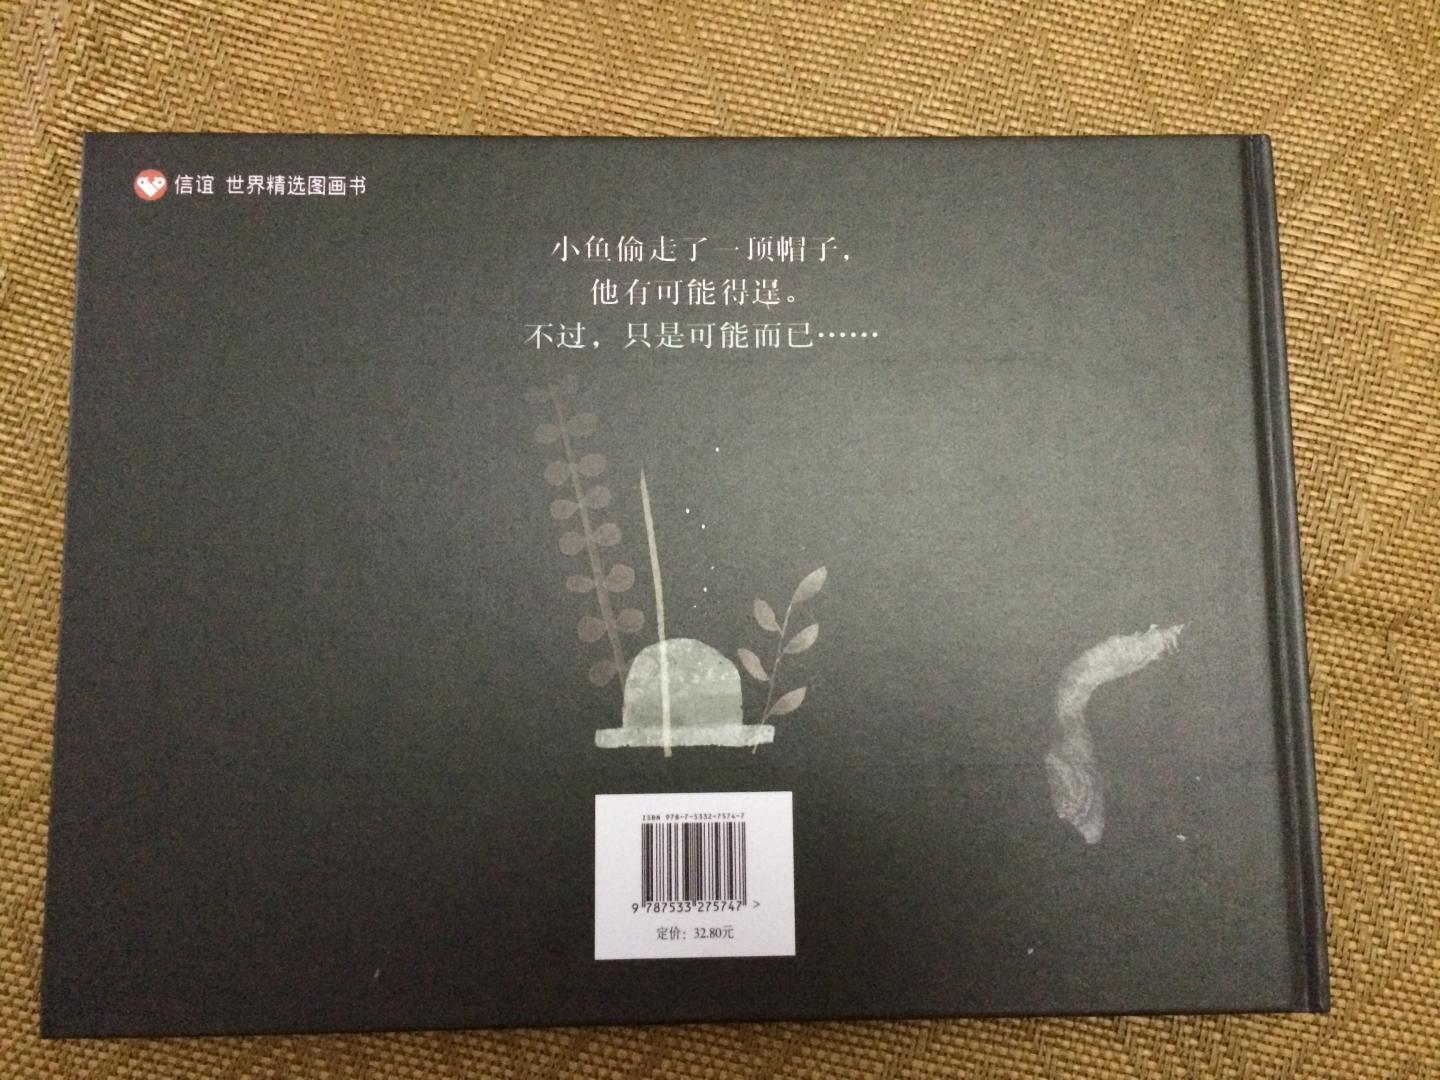 信谊 世界精选图画书
小鱼偷走了一顶帽子，
他有可能得逞。
不过，只是可能而已……
ISBN 978-7-5332-7574-7
9 787533 275747 >
定价：32.80元